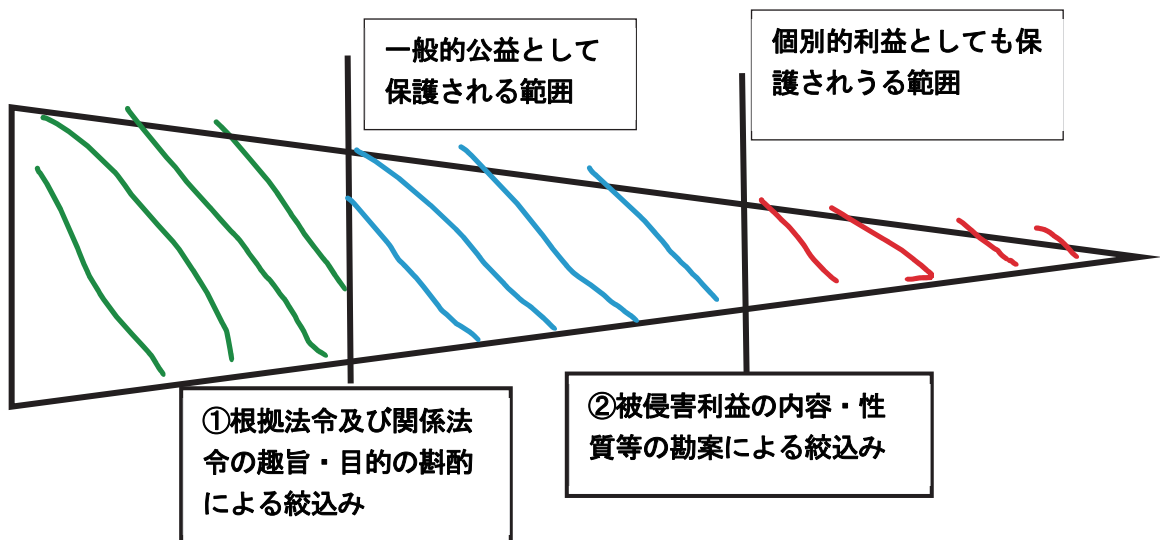 一般的公益として
保護される範囲
個別的利益としても保
護されうる範囲
①根拠法令及び関係法
令の趣旨・目的の斟酌
による絞込み
②被侵害利益の内容・性
質等の勘案による絞込み